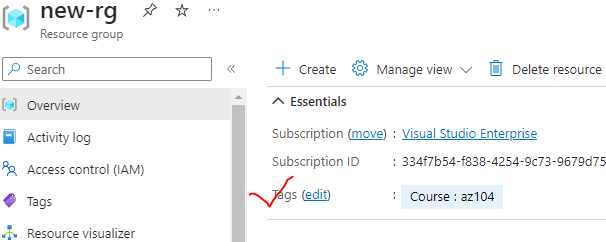 new-rg
Resource group
Search
Overview
Activity log
Access control (IAM)
Tags
Resource visualizer
Create Manage view Delete resource
Essentials
Subscription (move) : Visual Studio Enterprise
Subscription ID : 334f7b54-f838-4254-9c73-9679d75
Tags (edit) : Course : az104